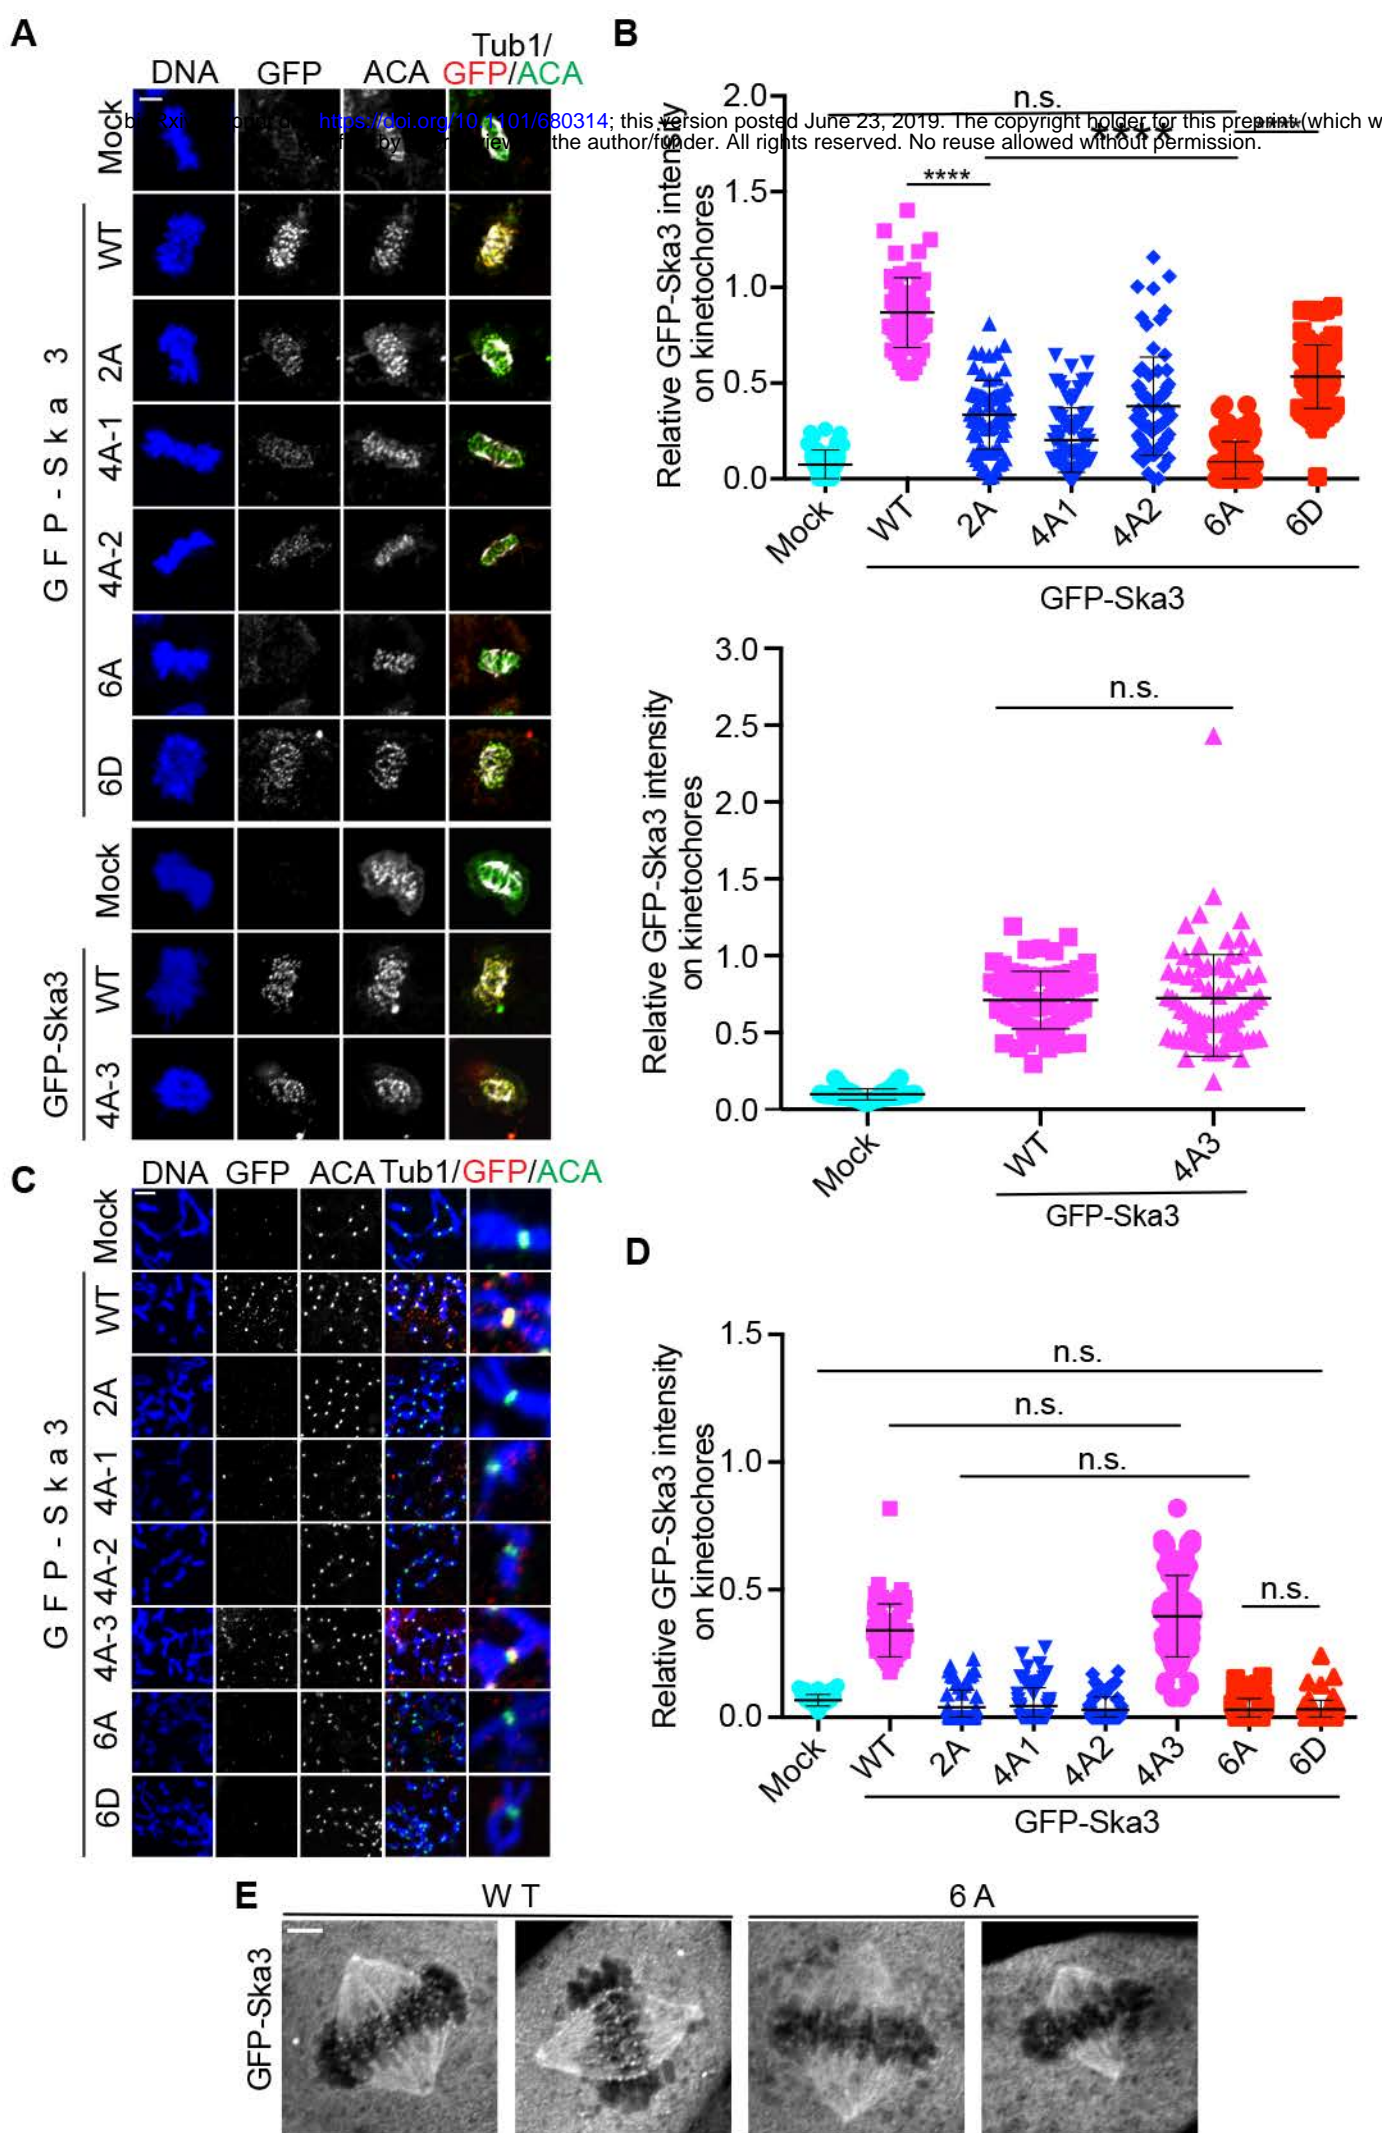 A
DNA GFP ACA Tub1/
GFP/ACA
Mock
WT
2A
4A-1
4A-2
6A
6D
GFP-Ska 3
Mock
WT
4A-3
GFP-Ska3
B
https://doi.org/10.1101/680314; this version posted June 23, 2019. The copyright holder for this preprint (which w
the author/funder. All rights reserved. No reuse allowed without permission.
Relative GFP-Ska3 intensity
on kinetochores
2.0
1.5
1.0
0.5
0.0
n.s.
****
****
****
Mock WT 2A 4A1 4A2 6A 6D
GFP-Ska3
Relative GFP-Ska3 intensity
on kinetochores
3.0
2.5
2.0
1.5
1.0
0.5
0.0
n.s.
Mock WT 4A3
GFP-Ska3
C
DNA GFP ACA Tub1/GFP/ACA
Mock
WT
2A
4A-1
4A-2
4A-3
6A
6D
GFP-Ska3
D
Relative GFP-Ska3 intensity
on kinetochores
1.5
1.0
0.5
0.0
n.s.
n.s.
n.s.
n.s.
Mock WT 2A 4A1 4A2 4A3 6A 6D
GFP-Ska3
E
WT 6A
GFP-Ska3